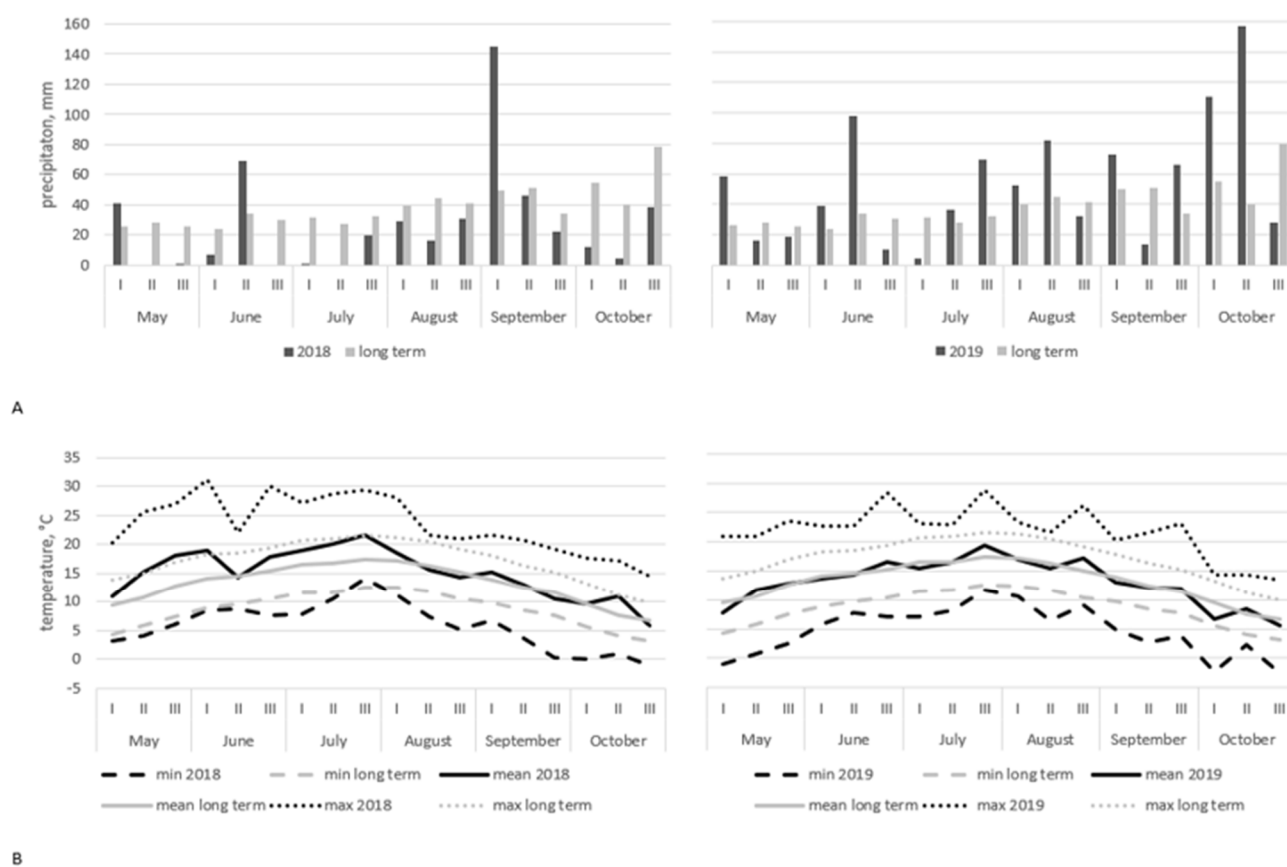 160
140
120
100
80
60
40
20
0
precipitaton, mm
I II III I II III I II III I II III I II III I II III
May June July August September October
2018 long term
I II III I II III I II III I II III I II III I II III
May June July August September October
2019 long term
A
35
30
25
20
15
10
5
0
-5
temperature, °C
I II III I II III I II III I II III I II III I II III
May June July August September October
min 2018 min long term mean 2018
mean long term max 2018 max long term
I II III I II III I II III I II III I II III I II III
May June July August September October
min 2019 min long term mean 2019
mean long term max 2019 max long term
B